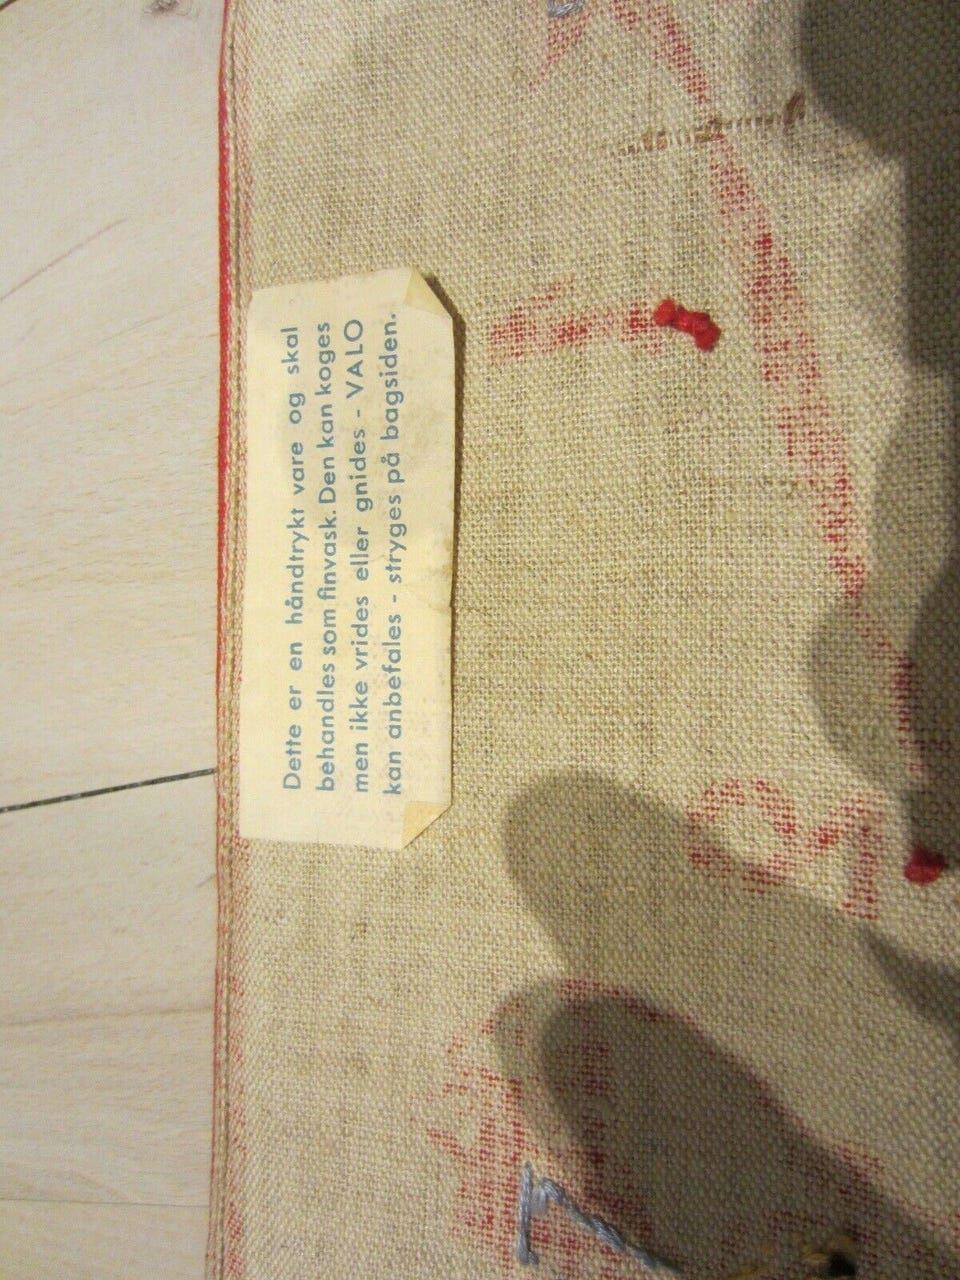 Dette er en håndtrykt vare og skal
behandles som finvask. Den kan koges
men ikke vrides eller gnides - VALO
kan anbefales - stryges på bagsiden.